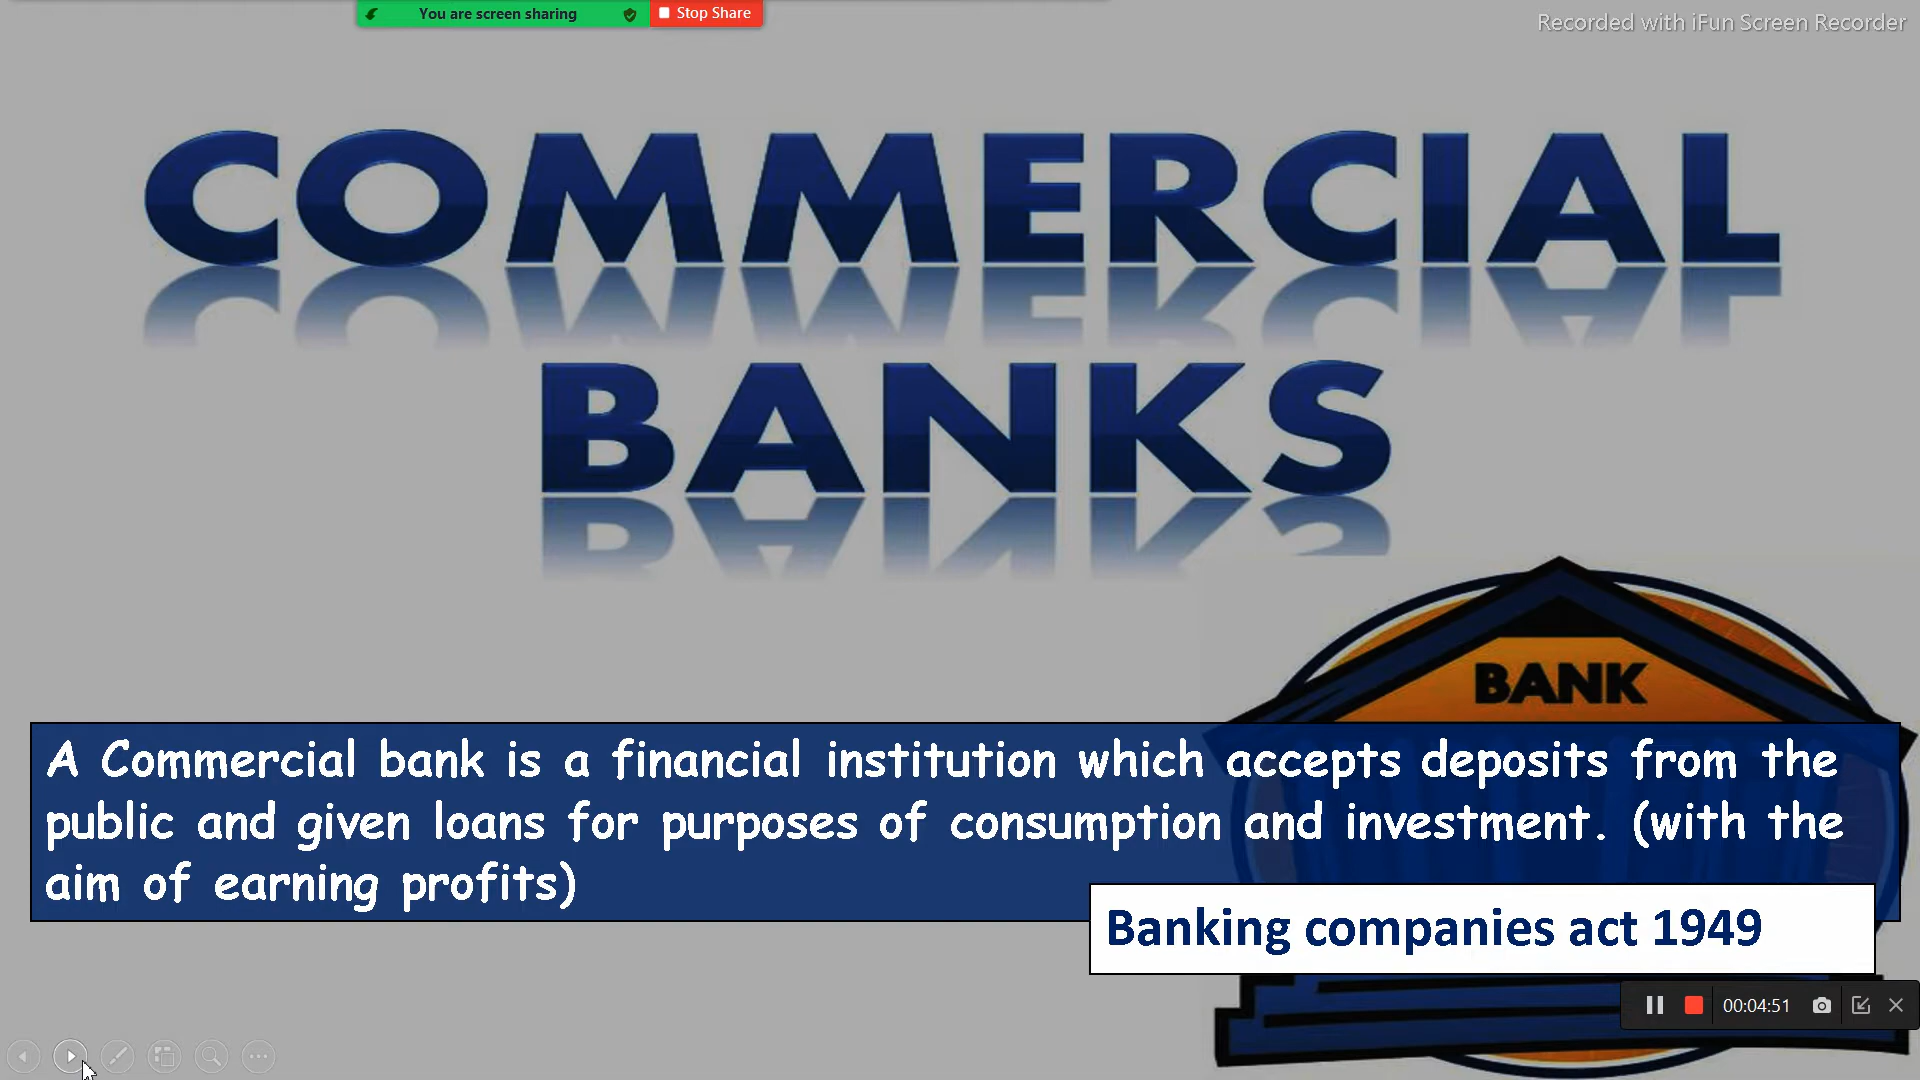 You are screen sharing
Stop Share
Recorded with iFun Screen Recorder
COMMERCIAL
BANKS
BANK
A Commercial bank is a financial institution which accepts deposits from the
public and given loans for purposes of consumption and investment. (with the
aim of earning profits)
Banking companies act 1949
00:04:51